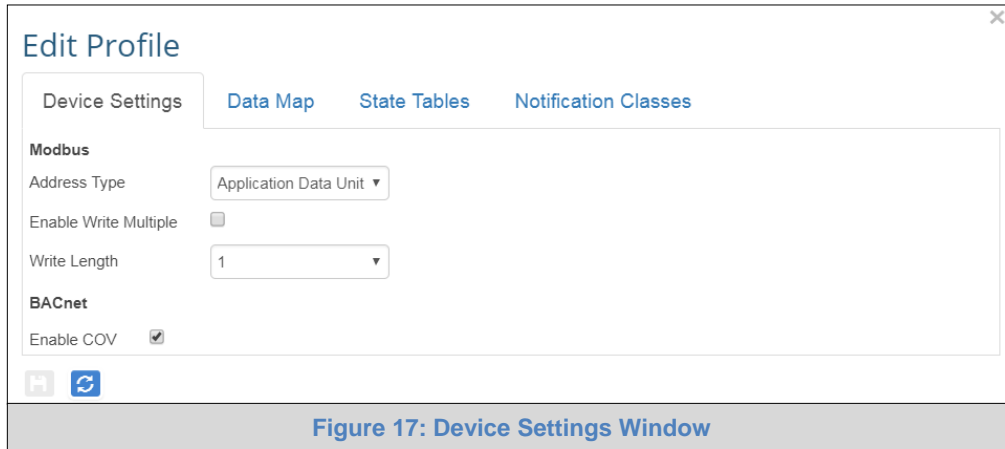 Edit Profile
Device Settings Data Map State Tables Notification Classes
Modbus
Address Type Application Data Unit
Enable Write Multiple
Write Length 1
BACnet
Enable COV
Figure 17: Device Settings Window